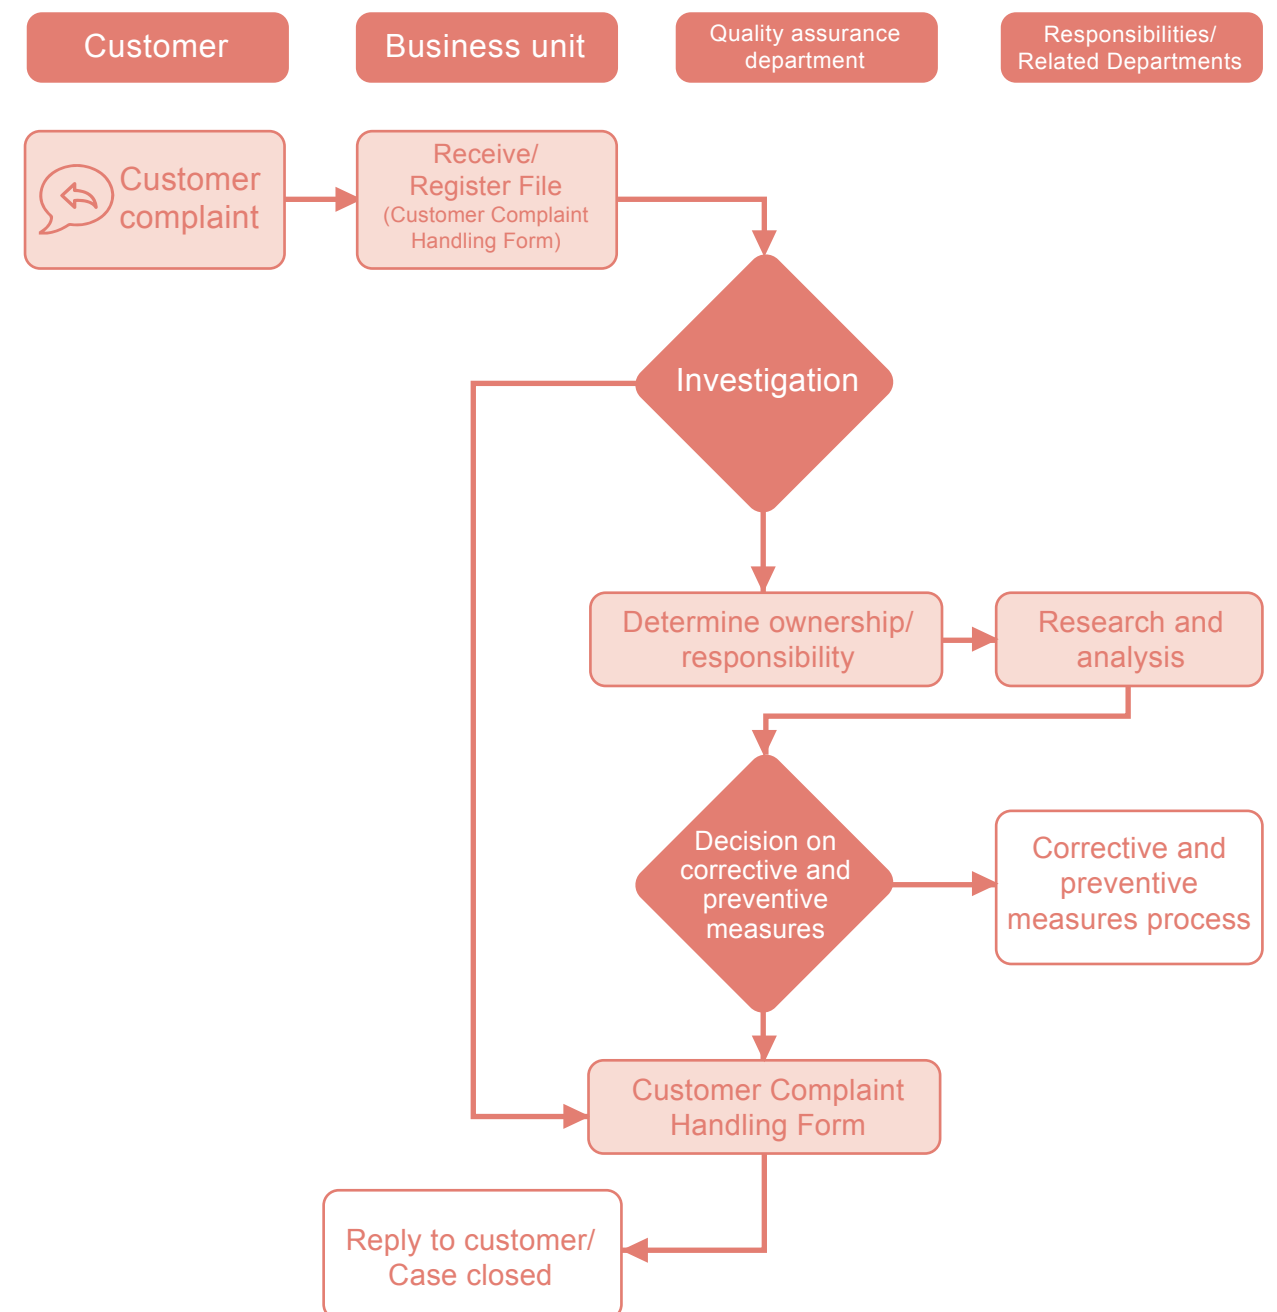 Customer
Business unit
Quality assurance
department
Responsibilities/
Related Departments
Customer
complaint
Receive/
Register File
(Customer Complaint
Handling Form)
Investigation
Determine ownership/
responsibility
Research and
analysis
Decision on
corrective and
preventive
measures
Corrective and
preventive
measures process
Customer Complaint
Handling Form
Reply to customer/
Case closed